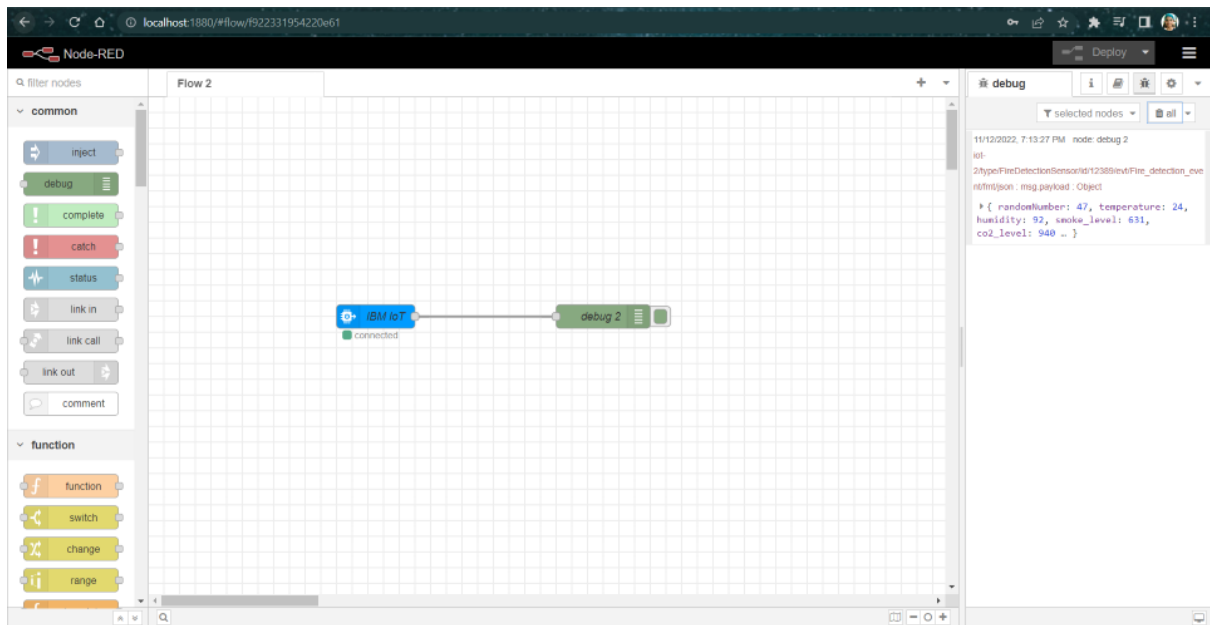 localhost:1880/#flow/f922331954220e61
Node-RED
Deploy
filter nodes
Flow 2
debug
i
common
selected nodes
all
inject
debug
complete
catch
status
link in
link call
link out
comment
function
function
switch
change
range
IBM IoT
connected
debug 2
11/12/2022, 7:13:27 PM node: debug 2
iot-
2/type/FireDetectionSensor/id/12389/evt/Fire_detection_eve
nt/fmt/json : msg.payload : Object
{ randomNumber: 47, temperature: 24,
humidity: 92, smoke_level: 631,
co2_level: 940 … }